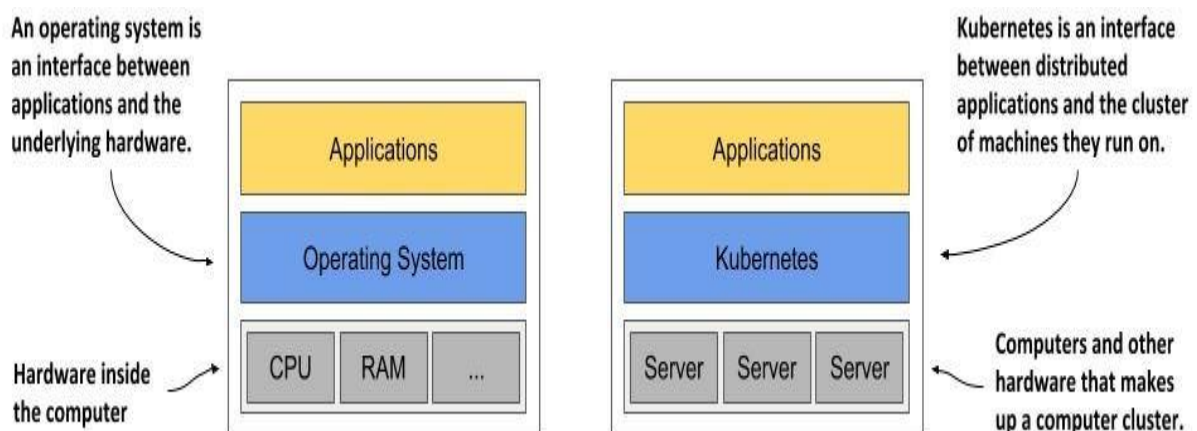 An operating system is
an interface between
applications and the
underlying hardware.
Kubernetes is an interface
between distributed
applications and the cluster
of machines they run on.
Applications
Applications
Operating System
Kubernetes
Hardware inside
the computer
CPU
RAM
...
Server
Server
Server
Computers and other
hardware that makes
up a computer cluster.